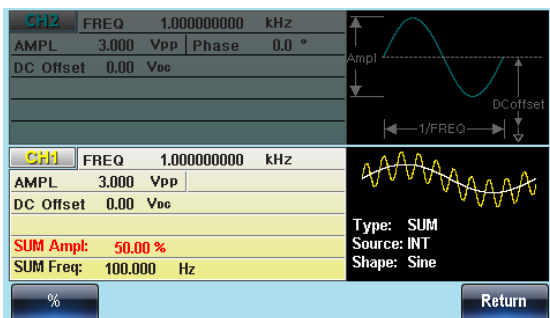 CH2 FREQ 1.000000000 kHz
AMPL 3.000 Vpp Phase 0.0 °
DC Offset 0.00 VDC
Ampl
DCoffset
1/FREQ
CH1 FREQ 1.000000000 kHz
AMPL 3.000 Vpp
DC Offset 0.00 VDC
SUM Ampl: 50.00 %
SUM Freq: 100.000 Hz
Type: SUM
Source: INT
Shape: Sine
% Return